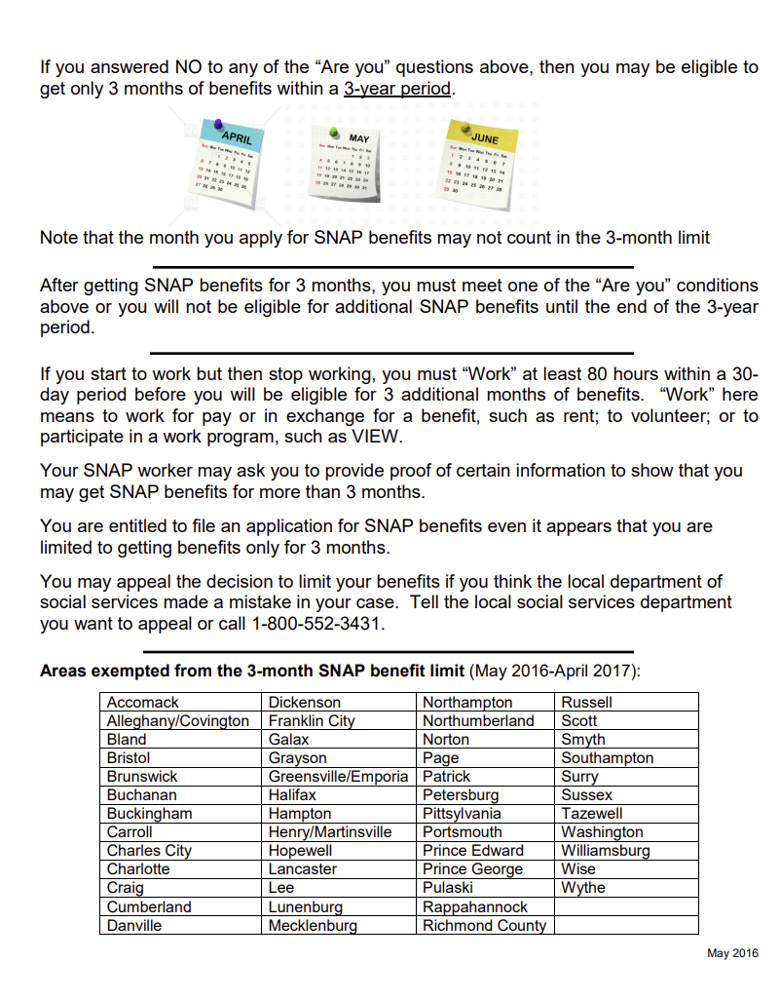 If you answered NO to any of the “Are you” questions above, then you may be eligible to
get only 3 months of benefits within a 3-year period.
APRIL
MAY
JUNE
Note that the month you apply for SNAP benefits may not count in the 3-month limit
After getting SNAP benefits for 3 months, you must meet one of the “Are you” conditions
above or you will not be eligible for additional SNAP benefits until the end of the 3-year
period.
If you start to work but then stop working, you must “Work” at least 80 hours within a 30-
day period before you will be eligible for 3 additional months of benefits.  “Work” here
means to work for pay or in exchange for a benefit, such as rent; to volunteer; or to
participate in a work program, such as VIEW.
Your SNAP worker may ask you to provide proof of certain information to show that you
may get SNAP benefits for more than 3 months.
You are entitled to file an application for SNAP benefits even it appears that you are
limited to getting benefits only for 3 months.
You may appeal the decision to limit your benefits if you think the local department of
social services made a mistake in your case.  Tell the local social services department
you want to appeal or call 1-800-552-3431.
Areas exempted from the 3-month SNAP benefit limit (May 2016-April 2017):
Accomack Dickenson Northampton Russell
Alleghany/Covington Franklin City Northumberland Scott
Bland Galax Norton Smyth
Bristol Grayson Page Southampton
Brunswick Greensville/Emporia Patrick Surry
Buchanan Halifax Petersburg Sussex
Buckingham Hampton Pittsylvania Tazewell
Carroll Henry/Martinsville Portsmouth Washington
Charles City Hopewell Prince Edward Williamsburg
Charlotte Lancaster Prince George Wise
Craig Lee Pulaski Wythe
Cumberland Lunenburg Rappahannock
Danville Mecklenburg Richmond County
May 2016